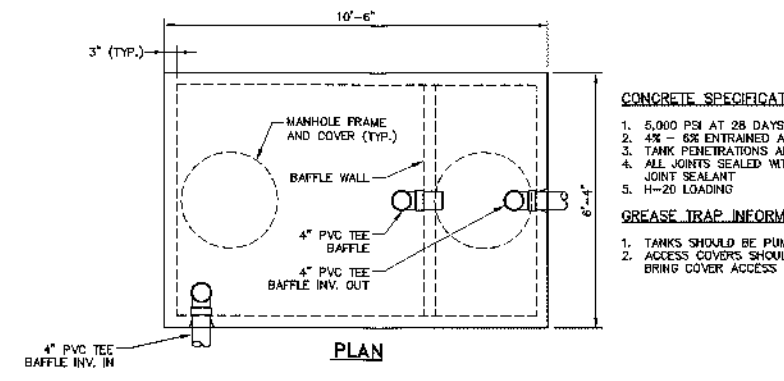 10'-6"
3" (TYP.)
MANHOLE FRAME
AND COVER (TYP.)
BAFFLE WALL
4" PVC TEE
BAFFLE
4" PVC TEE
BAFFLE INV. OUT
6'-4"
4" PVC TEE
BAFFLE INV. IN
PLAN
CONCRETE SPECIFICAT
1. 5,000 PSI AT 28 DAYS
2. 4% - 6% ENTRAINED A
3. TANK PENETRATIONS A
4. ALL JOINTS SEALED WIT
JOINT SEALANT
5. H-20 LOADING
GREASE TRAP INFORM
1. TANKS SHOULD BE PUM
2. ACCESS COVERS SHOUL
BRING COVER ACCESS